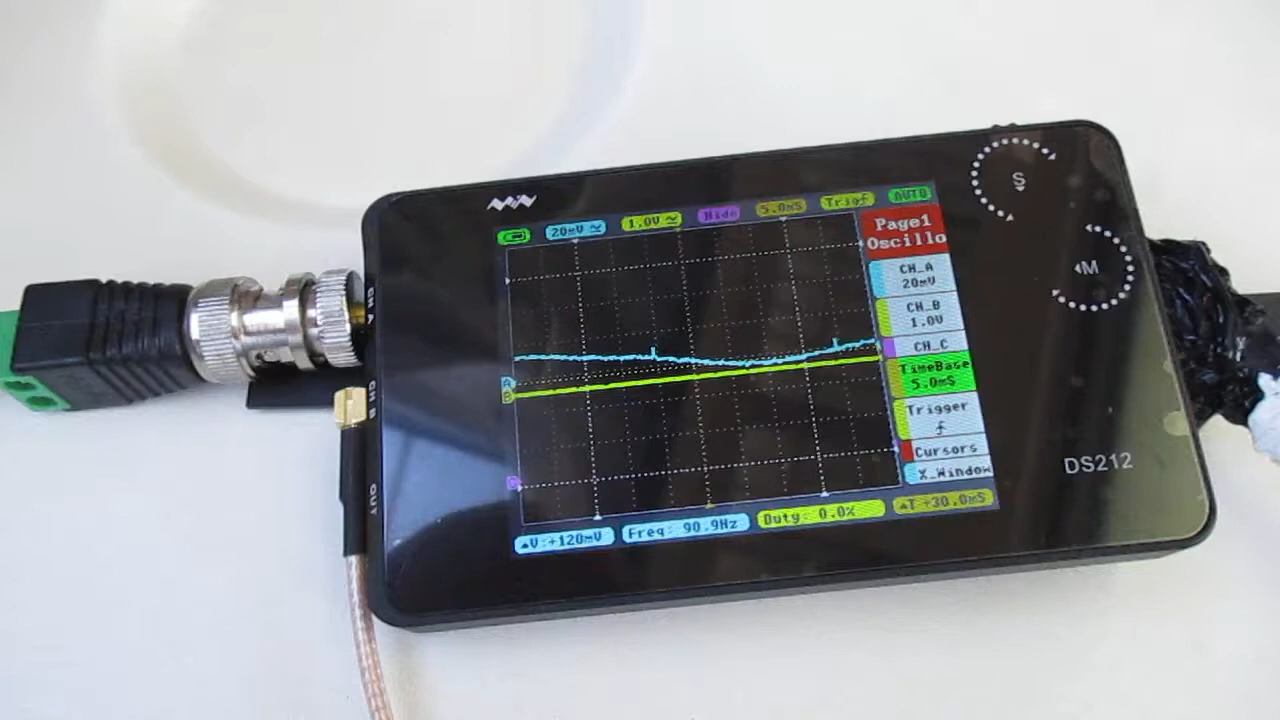 20mV 1.0V Hide 5.0mS Trig AUTO
Page1
Oscillo
CH_A
20mV
CH_B
1.0V
CH_C
TimeBase
5.0mS
Trigger
Cursors
X_Window
A
B
C
▲V:+120mV Freq: 90.9Hz Duty: 0.0% ▲T +30.0mS
S
M
DS212
CH A
CH B
OUT